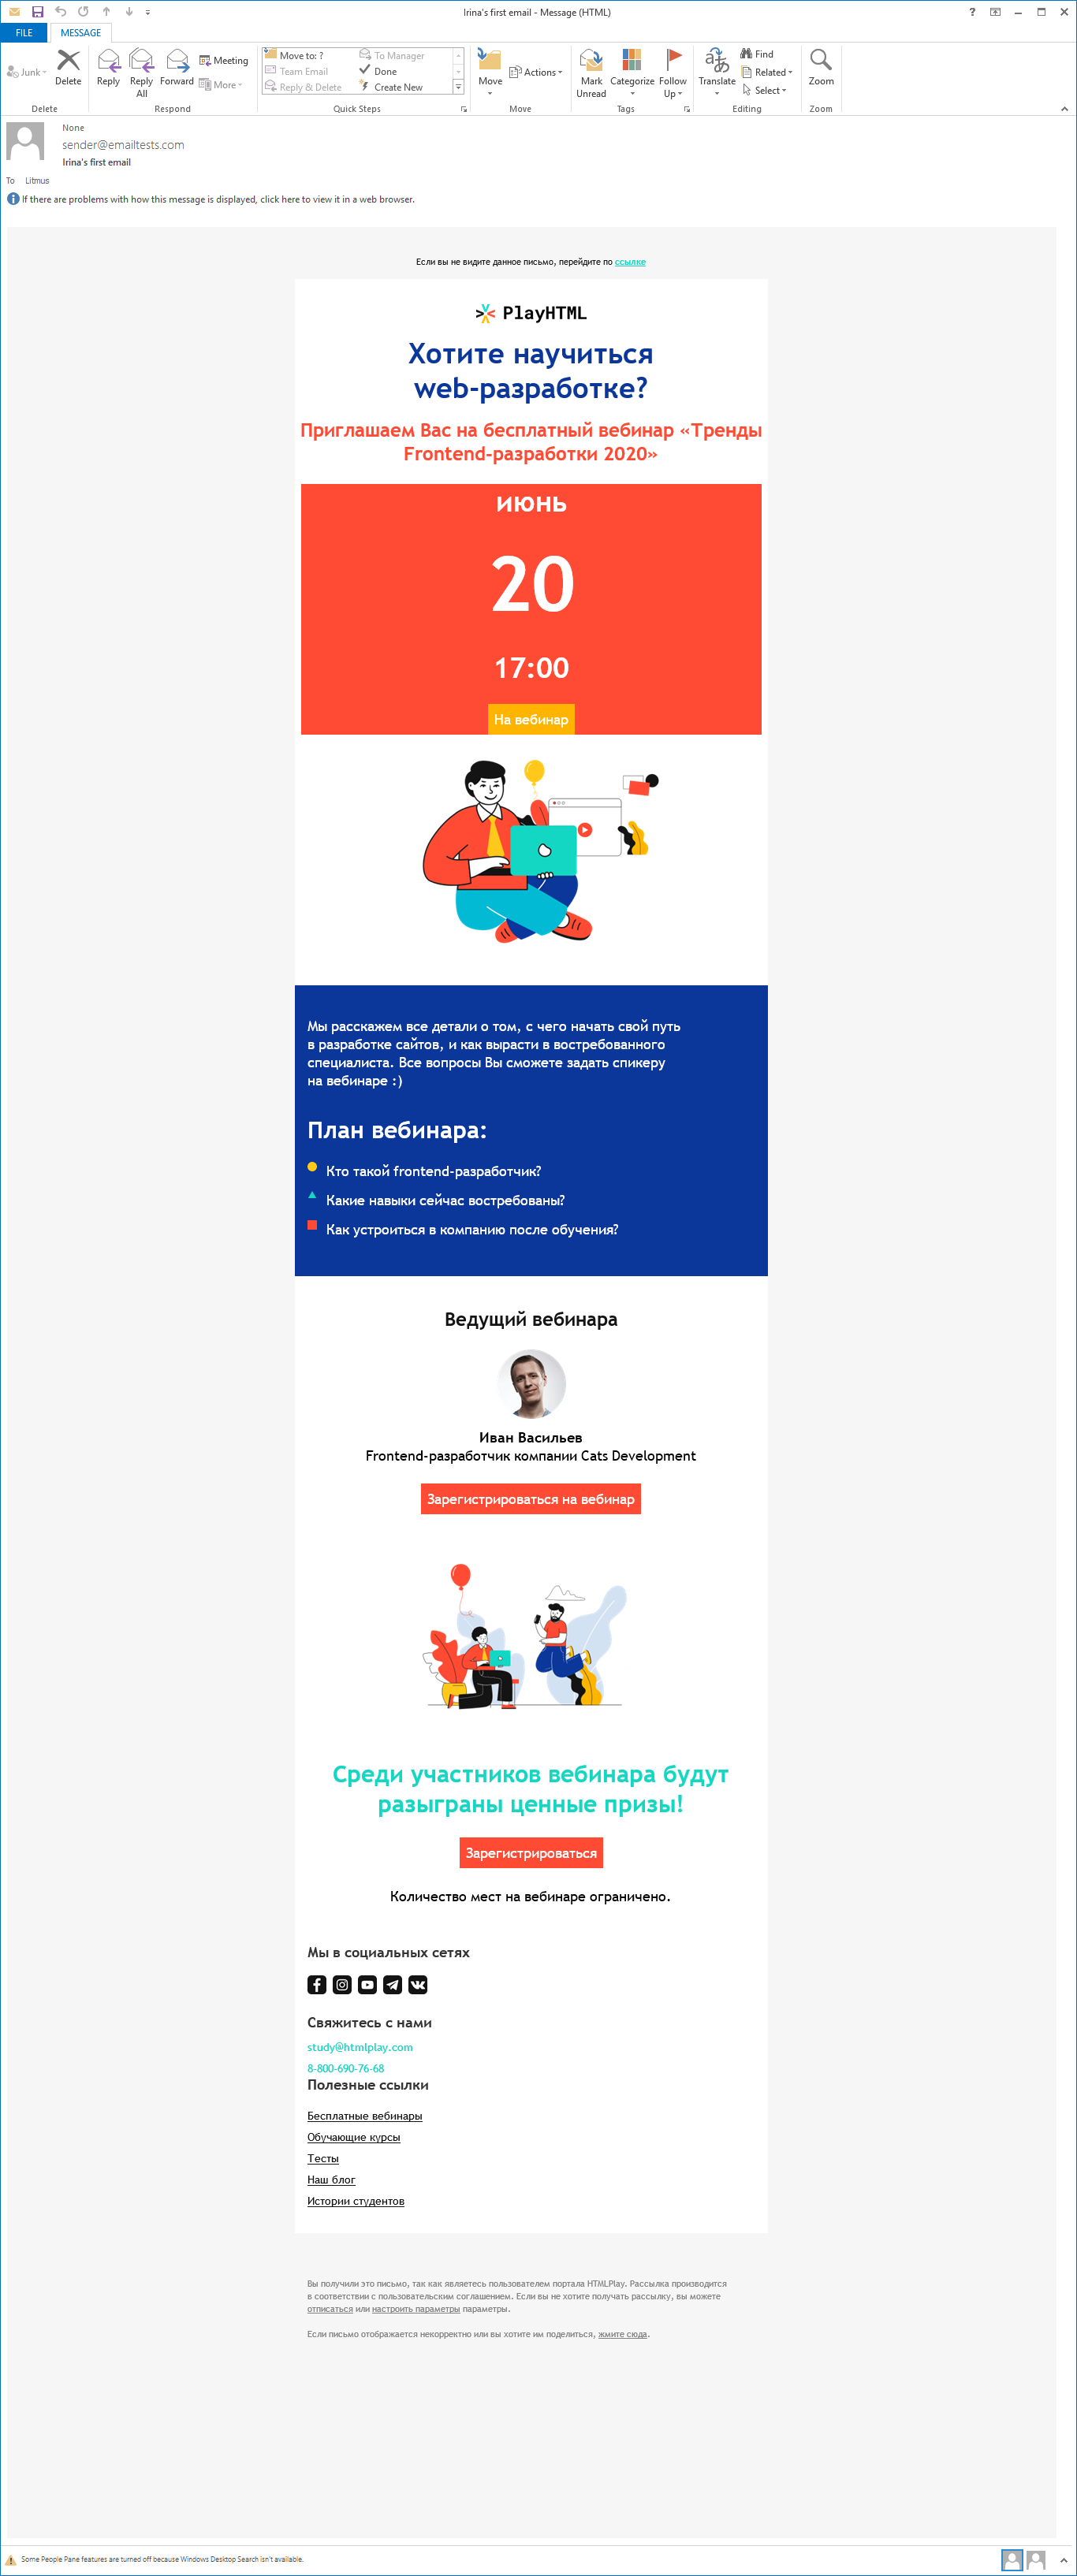 Irina's first email - Message (HTML)
?
FILE
MESSAGE
Junk
Delete
Reply
Reply All
Forward
Meeting
More
Move to: ?
Team Email
Reply & Delete
To Manager
Done
Create New
Move
Actions
Mark Unread
Categorize
Follow Up
Translate
Find
Related
Select
Zoom
Delete
Respond
Quick Steps
Move
Tags
Editing
Zoom
None
sender@emailtests.com
Irina's first email
To Litmus
If there are problems with how this message is displayed, click here to view it in a web browser.
Если вы не видите данное письмо, перейдите по ссылке
PlayHTML
Хотите научиться
web-разработке?
Приглашаем Вас на бесплатный вебинар «Тренды
Frontend-разработки 2020»
июнь
20
17:00
На вебинар
Мы расскажем все детали о том, с чего начать свой путь
в разработке сайтов, и как вырасти в востребованного
специалиста. Все вопросы Вы сможете задать спикеру
на вебинаре :)
План вебинара:
Кто такой frontend-разработчик?
Какие навыки сейчас востребованы?
Как устроиться в компанию после обучения?
Ведущий вебинара
Иван Васильев
Frontend-разработчик компании Cats Development
Зарегистрироваться на вебинар
Среди участников вебинара будут
разыграны ценные призы!
Зарегистрироваться
Количество мест на вебинаре ограничено.
Мы в социальных сетях
Свяжитесь с нами
study@htmlplay.com
8-800-690-76-68
Полезные ссылки
Бесплатные вебинары
Обучающие курсы
Тесты
Наш блог
Истории студентов
Вы получили это письмо, так как являетесь пользователем портала HTMLPlay. Рассылка производится
в соответствии с пользовательским соглашением. Если вы не хотите получать рассылку, вы можете
отписаться или настроить параметры параметры.
Если письмо отображается некорректно или вы хотите им поделиться, жмите сюда.
Some People Pane features are turned off because Windows Desktop Search isn't available.